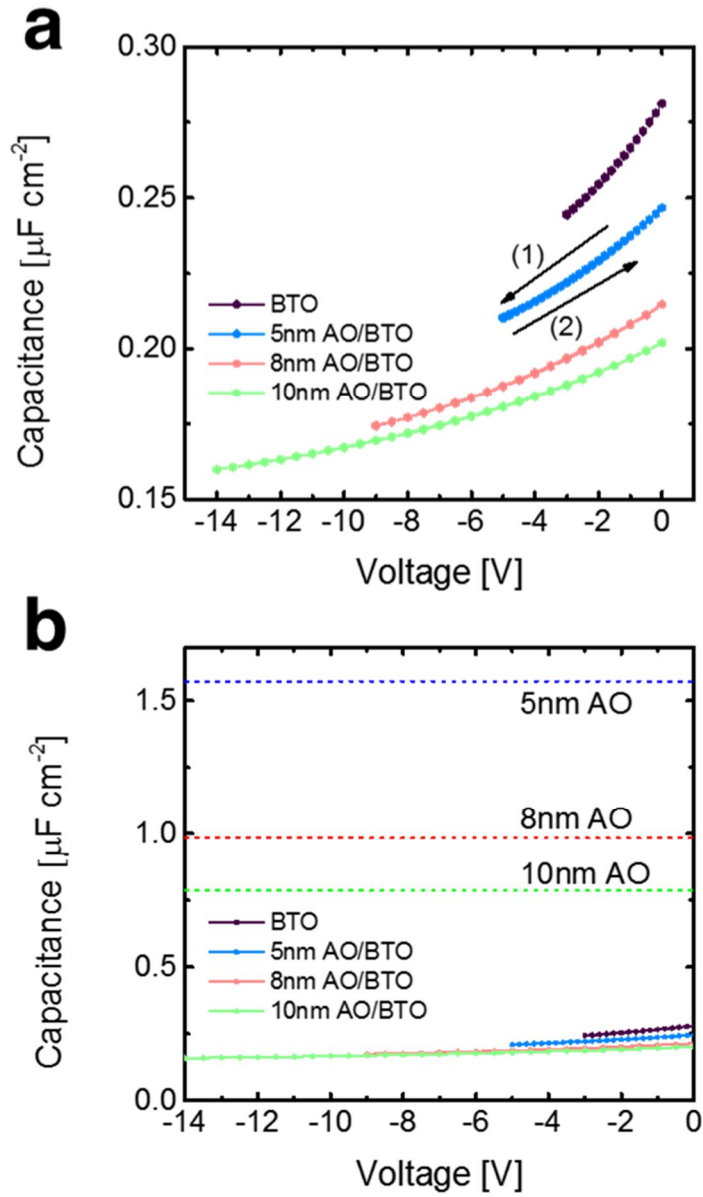 a
Capacitance [μF cm-2]
0.30
0.25
0.20
0.15
(1)
(2)
BTO
5nm AO/BTO
8nm AO/BTO
10nm AO/BTO
-14 -12 -10 -8 -6 -4 -2 0
Voltage [V]
b
Capacitance [μF cm-2]
1.5
1.0
0.5
0.0
5nm AO
8nm AO
10nm AO
BTO
5nm AO/BTO
8nm AO/BTO
10nm AO/BTO
-14 -12 -10 -8 -6 -4 -2 0
Voltage [V]